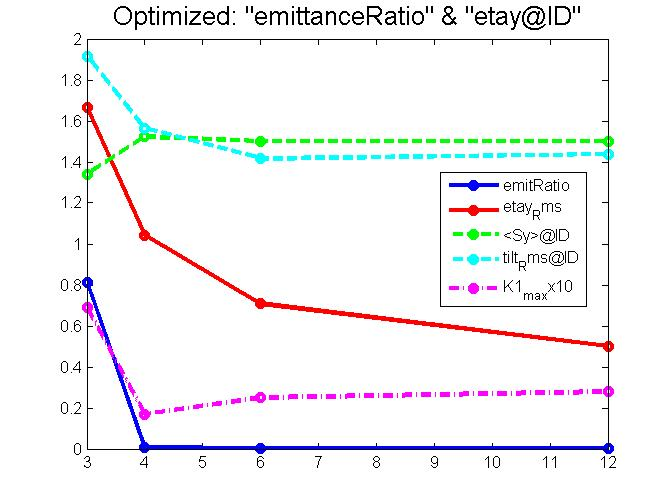 Optimized: "emittanceRatio" & "etay@ID"
2
1.8
1.6
1.4
1.2
1
0.8
0.6
0.4
0.2
0
3 4 5 6 7 8 9 10 11 12
emitRatio
etay_Rms
<Sy>@ID
tilt_Rms@ID
K1_maxx10